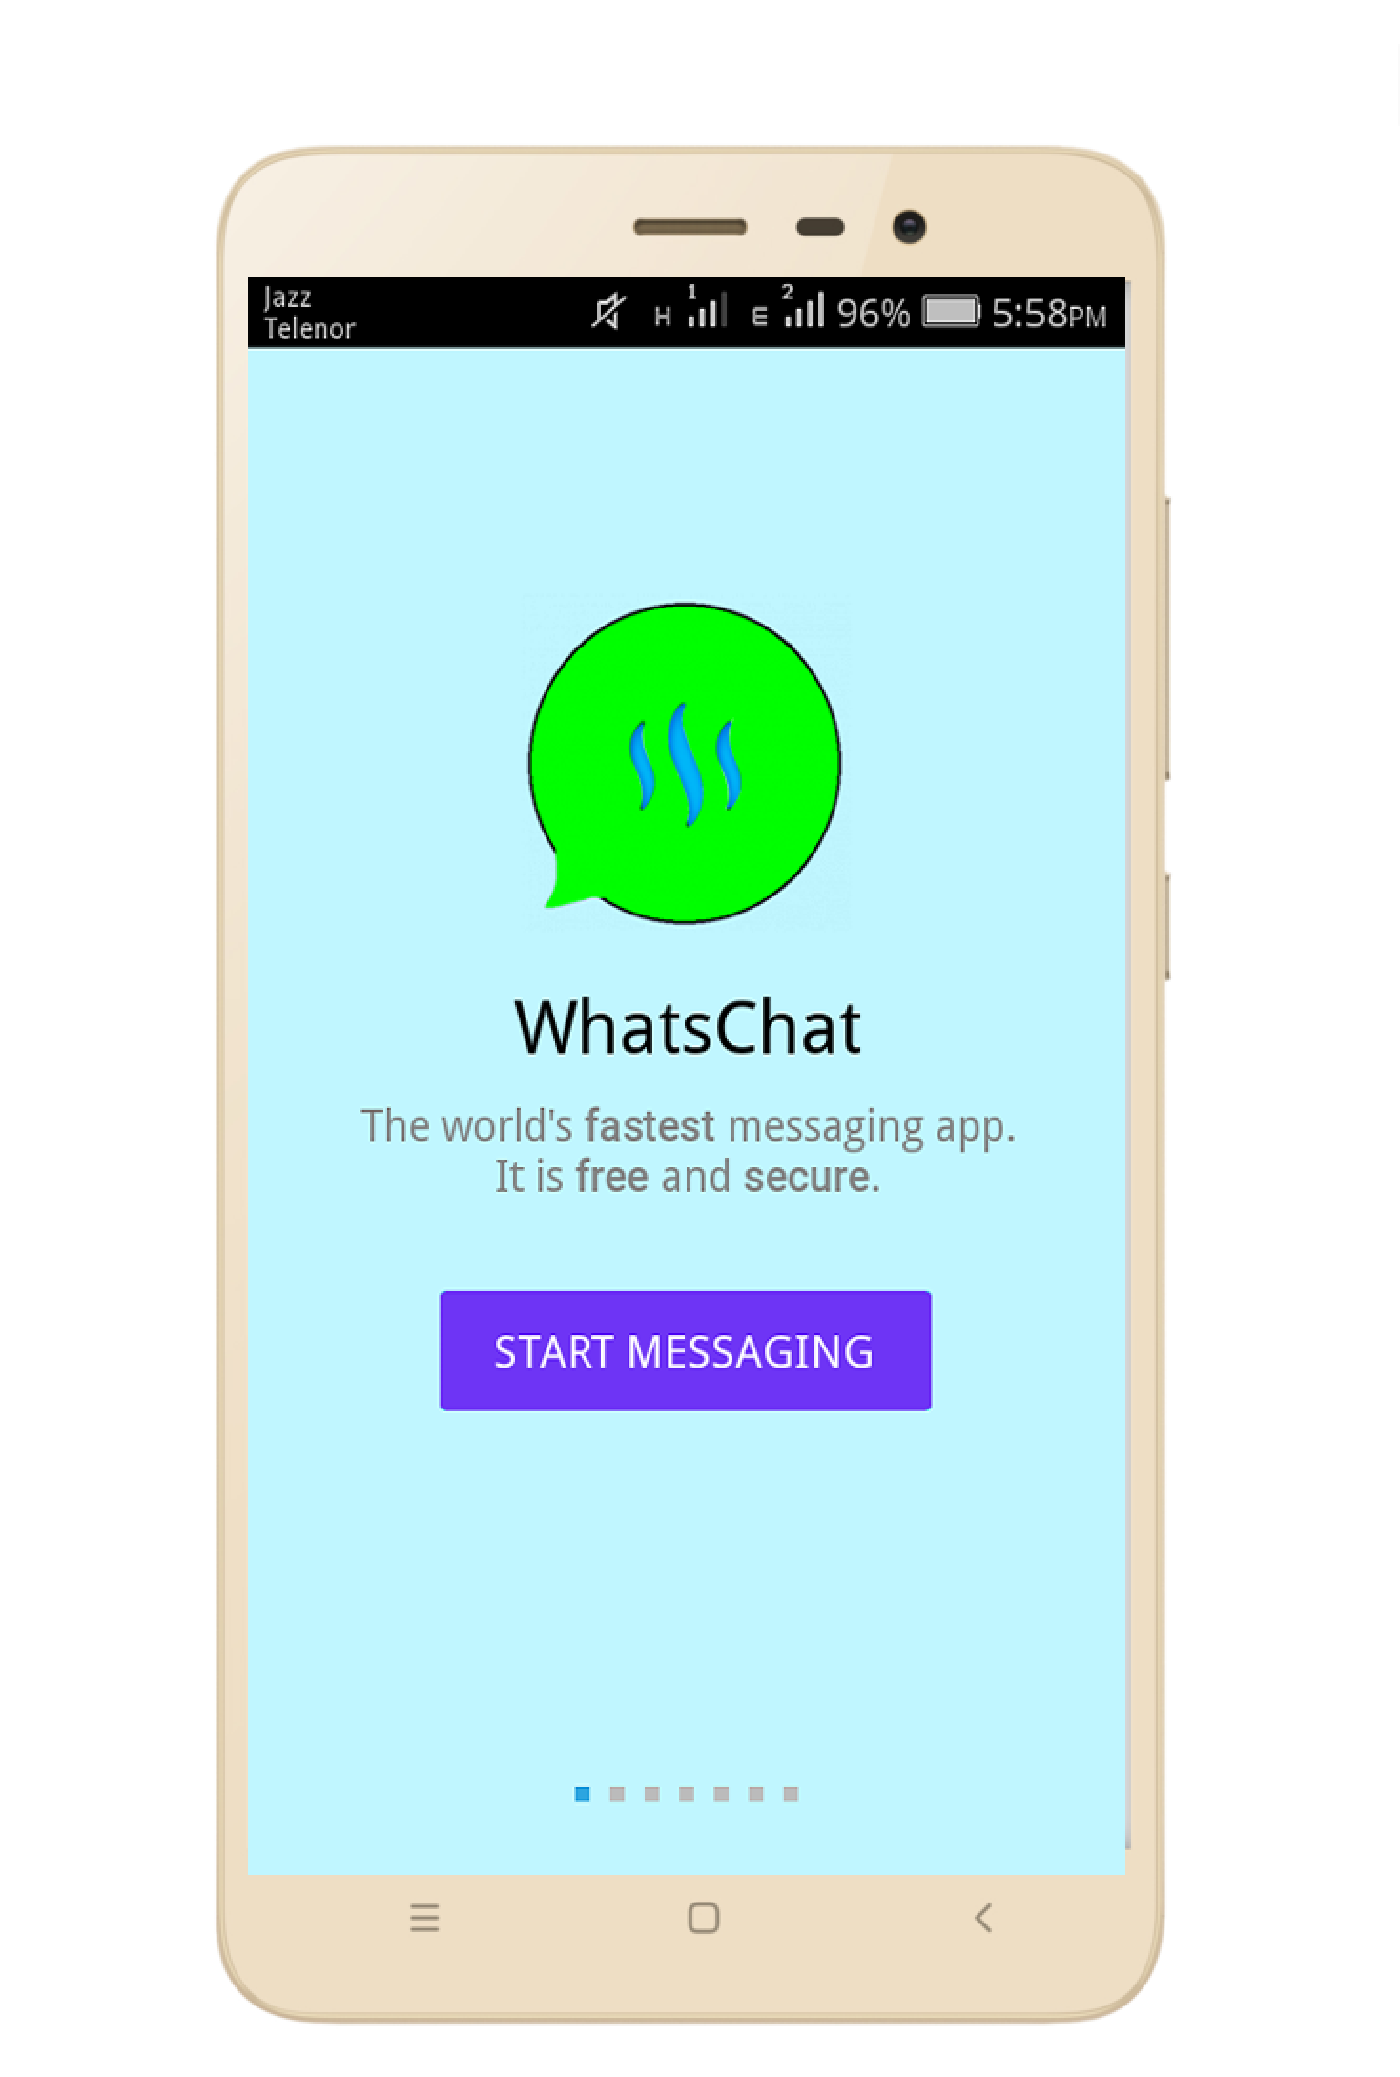 Jazz
Telenor
H 1 E 2 96% 5:58PM
WhatsChat
The world's fastest messaging app.
It is free and secure.
START MESSAGING